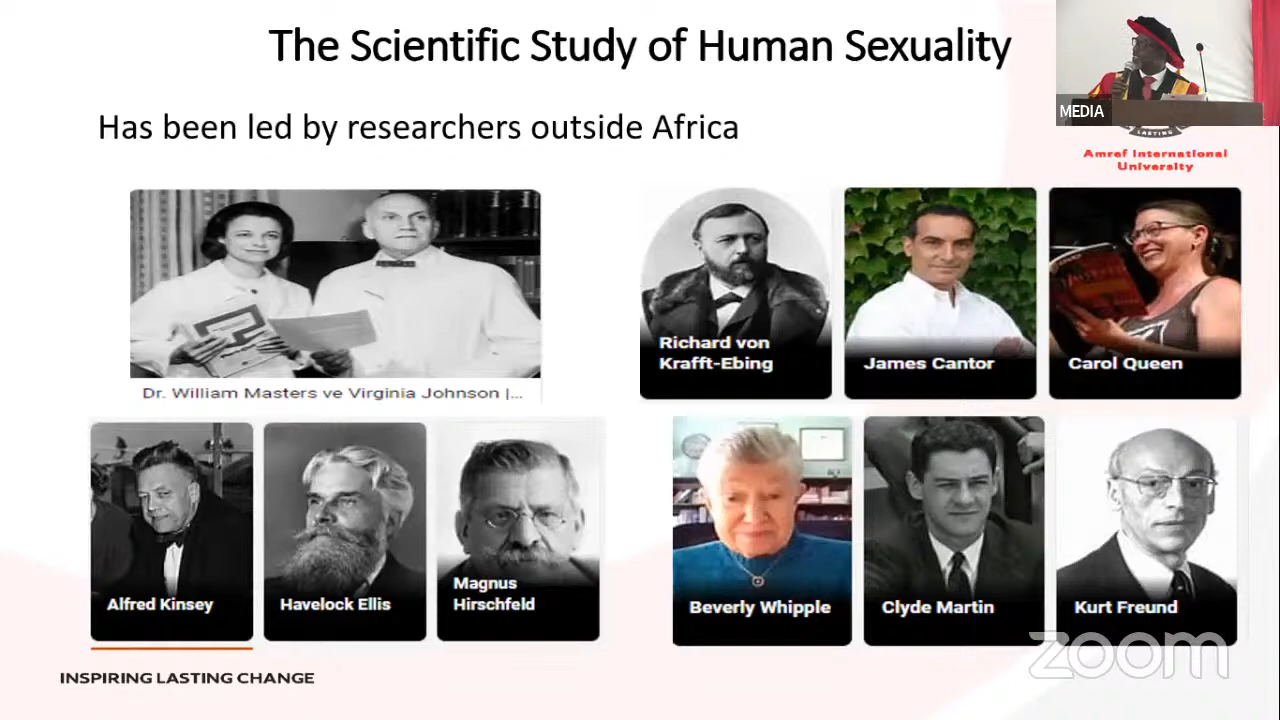 The Scientific Study of Human Sexuality
MEDIA
Has been led by researchers outside Africa
LASTING
Amref International
University
Richard von
Krafft-Ebing
James Cantor
Carol Queen
Dr. William Masters ve Virginia Johnson |...
Alfred Kinsey
Havelock Ellis
Magnus
Hirschfeld
Beverly Whipple
Clyde Martin
Kurt Freund
zoom
INSPIRING LASTING CHANGE